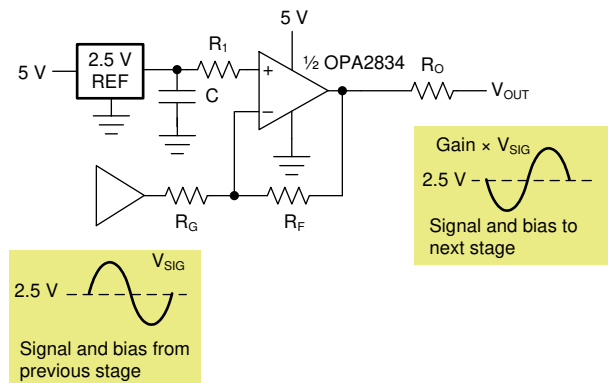 5 V
R1
½ OPA2834
2.5 V
REF
5 V
RO
+
VOUT
C
−
Gain × VSIG
2.5 V
RG
RF
Signal and bias to
next stage
VSIG
2.5 V
Signal and bias from
previous stage